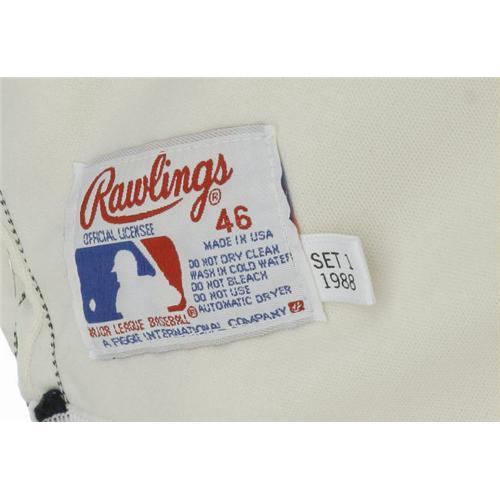 Rawlings®
46
OFFICIAL LICENSEE
MADE IN USA
DO NOT DRY CLEAN
WASH IN COLD WATER
DO NOT BLEACH
DO NOT USE
AUTOMATIC DRYER
MAJOR LEAGUE BASEBALL®
A FIGGIE INTERNATIONAL COMPANY
SET 1
1988